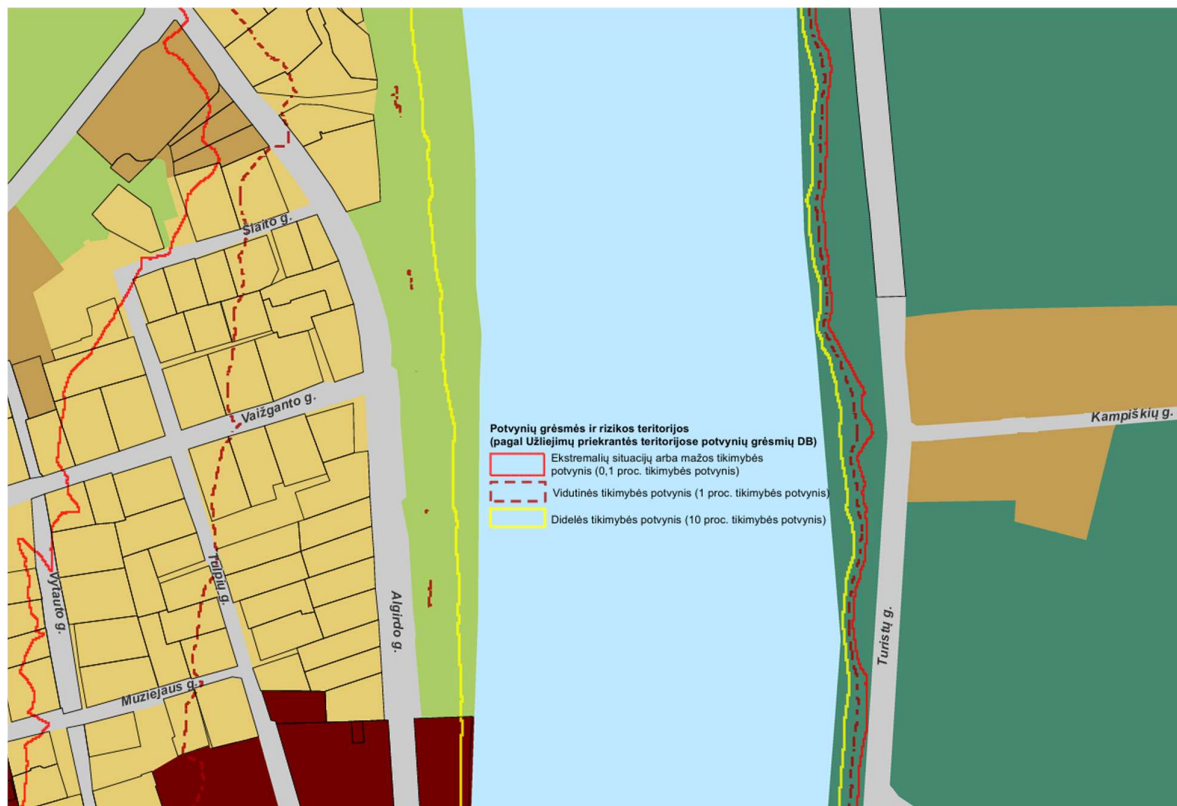 Šlaito g.
Vaižganto g.
Kampiškių g.
Potvynių grėsmės ir rizikos teritorijos
(pagal Užliejimų priekrantės teritorijose potvynių grėsmių DB)
Ekstremalių situacijų arba mažos tikimybės
potvynis (0,1 proc. tikimybės potvynis)
Vidutinės tikimybės potvynis (1 proc. tikimybės potvynis)
Didelės tikimybės potvynis (10 proc. tikimybės potvynis)
Vytauto g.
Tulpių g.
Algirdo g.
Turistų g.
Muziejaus g.